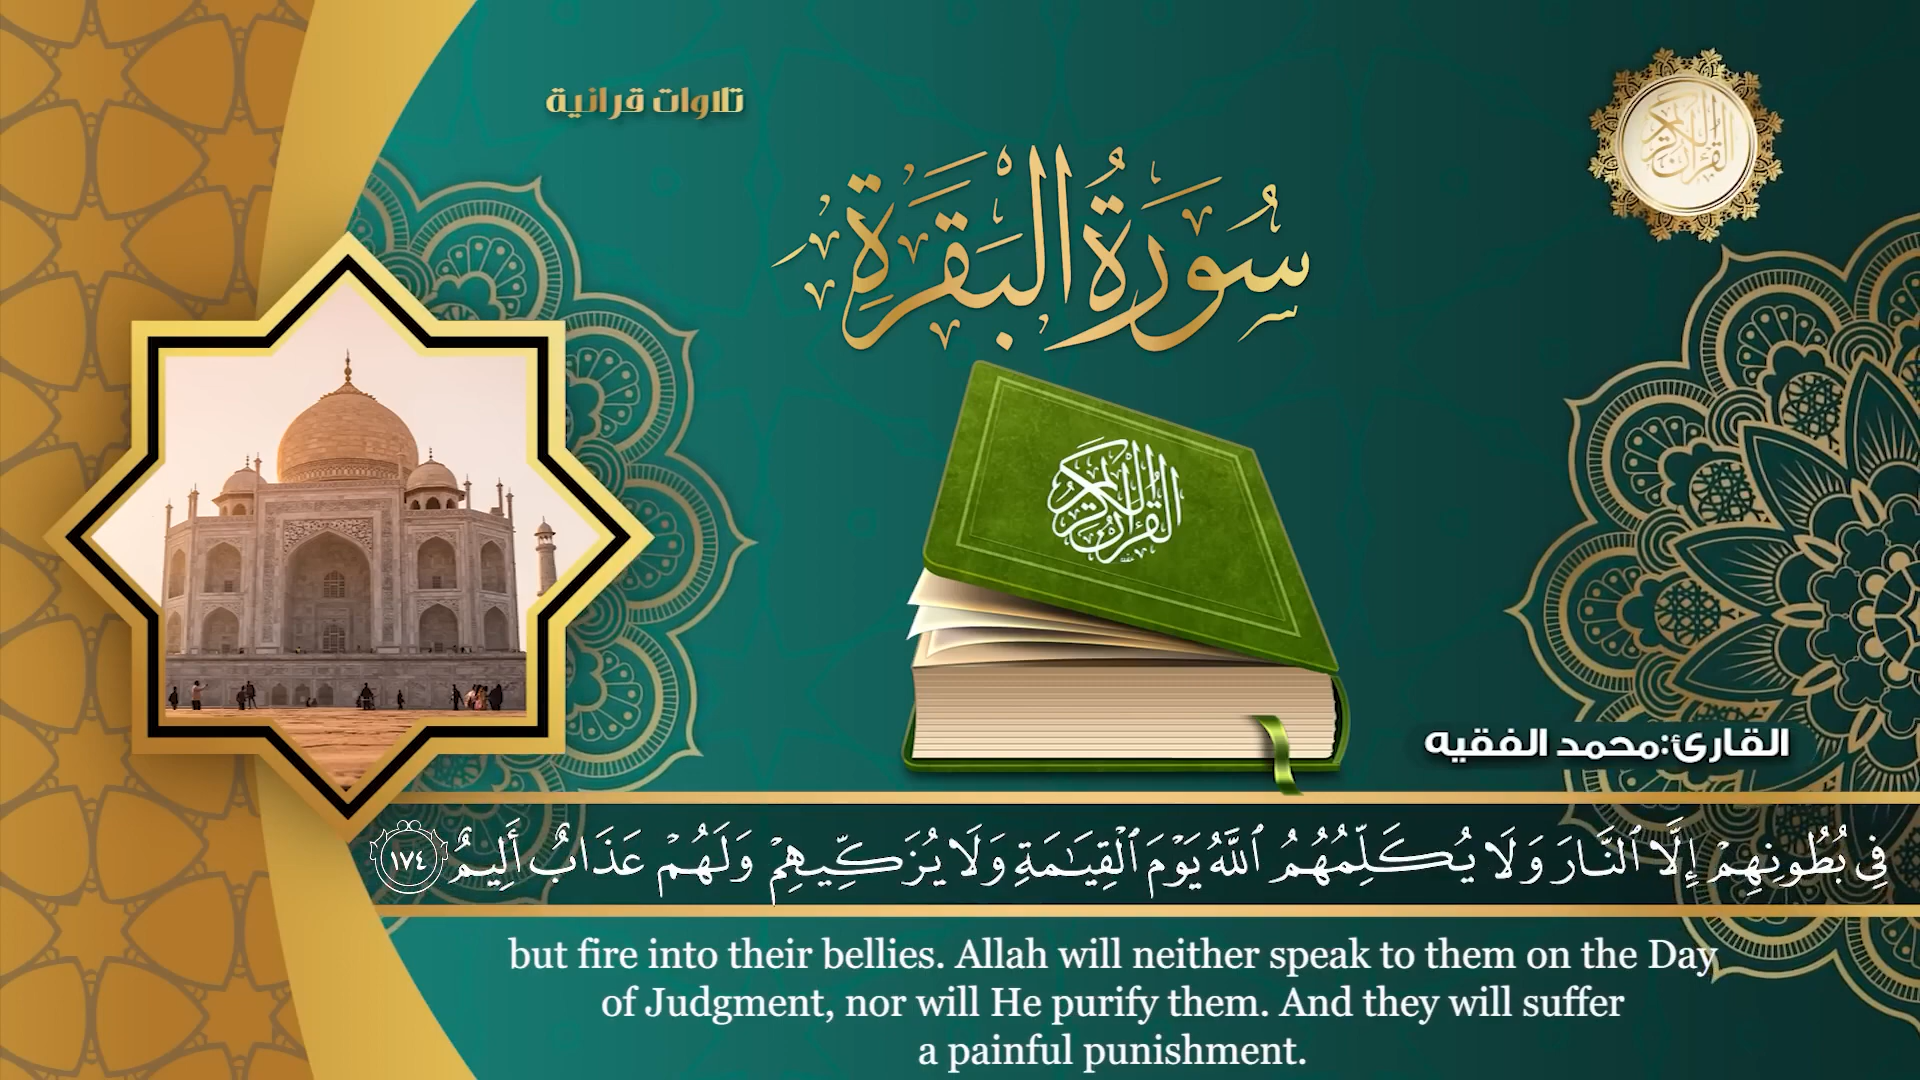 تلاوات قرانية
القرآن الكريم
سُورَةُ البَقَرَةِ
القرآن الكريم
القارئ:محمد الفقيه
فِي بُطُونِهِمْ إِلَّا ٱلنَّارَ وَلَا يُكَلِّمُهُمُ ٱللَّهُ يَوْمَ ٱلْقِيَـٰمَةِ وَلَا يُزَكِّيهِمْ وَلَهُمْ عَذَابٌ أَلِيمٌ ١٧٤
but fire into their bellies. Allah will neither speak to them on the Day
of Judgment, nor will He purify them. And they will suffer
a painful punishment.